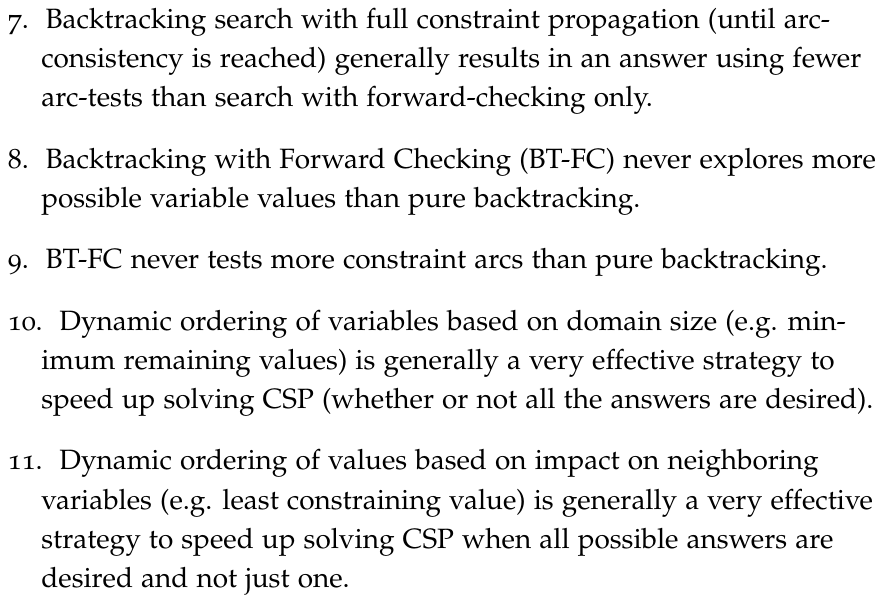 7. Backtracking search with full constraint propagation (until arc-
consistency is reached) generally results in an answer using fewer
arc-tests than search with forward-checking only.
8. Backtracking with Forward Checking (BT-FC) never explores more
possible variable values than pure backtracking.
9. BT-FC never tests more constraint arcs than pure backtracking.
10. Dynamic ordering of variables based on domain size (e.g. min-
imum remaining values) is generally a very effective strategy to
speed up solving CSP (whether or not all the answers are desired).
11. Dynamic ordering of values based on impact on neighboring
variables (e.g. least constraining value) is generally a very effective
strategy to speed up solving CSP when all possible answers are
desired and not just one.